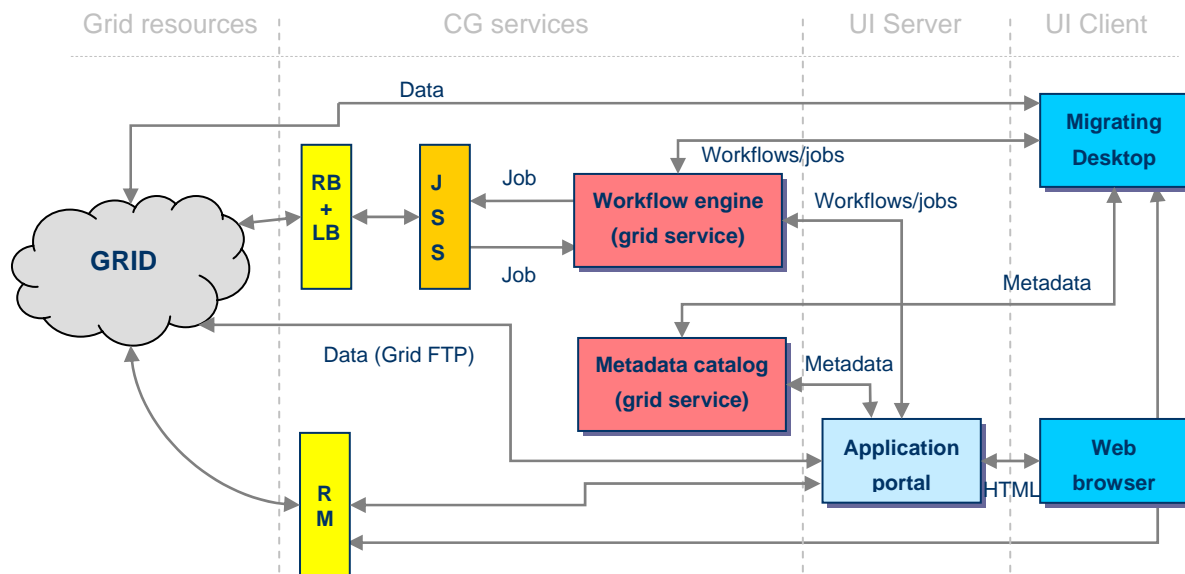 Grid resources
CG services
UI Server
UI Client
Data
Migrating
Desktop
Workflows/jobs
RB
+
LB
J
S
S
Job
Job
Workflow engine
(grid service)
Workflows/jobs
GRID
Metadata
Data (Grid FTP)
Metadata catalog
(grid service)
Metadata
Application
portal
HTML
Web
browser
R
M